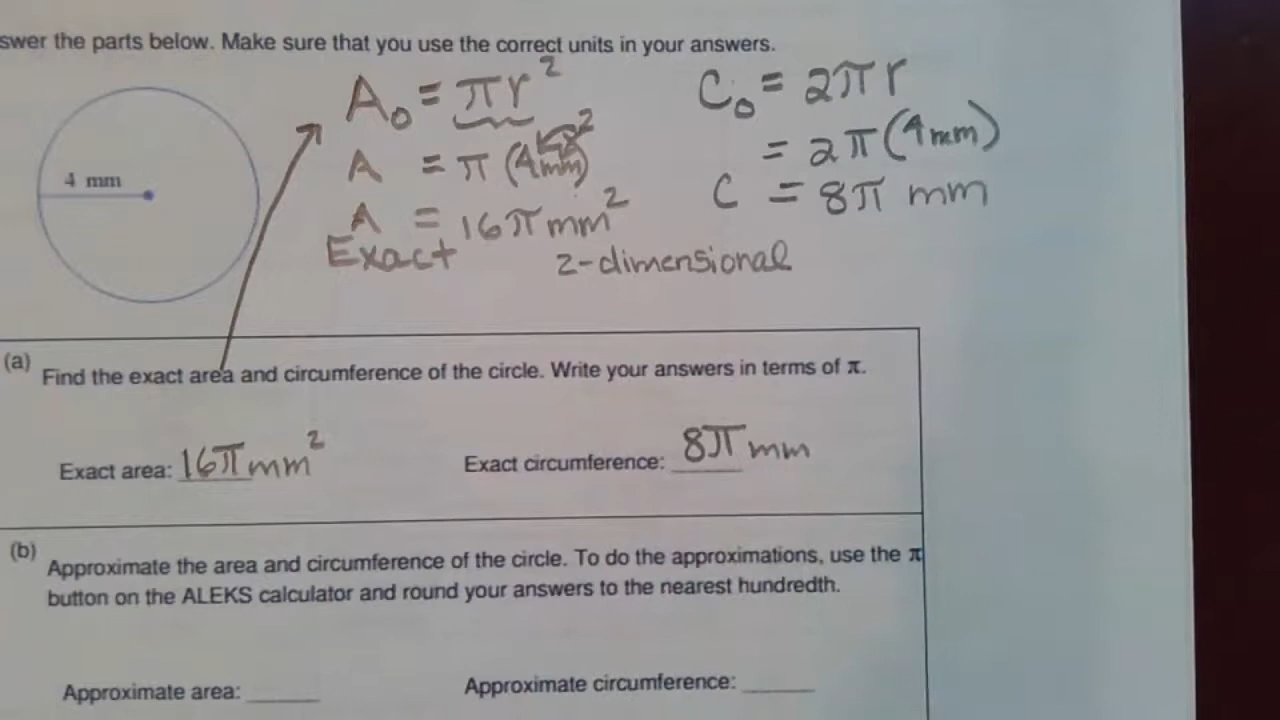 swer the parts below. Make sure that you use the correct units in your answers.
4 mm
A○ = πr²
A = π (4mm)²
A = 16π mm²
Exact
2-dimensional
C○ = 2πr
= 2π(4mm)
C = 8π mm
(a)
Find the exact area and circumference of the circle. Write your answers in terms of π.
Exact area: 16π mm²
Exact circumference: 8π mm
(b)
Approximate the area and circumference of the circle. To do the approximations, use the π
button on the ALEKS calculator and round your answers to the nearest hundredth.
Approximate area: ____
Approximate circumference: ____